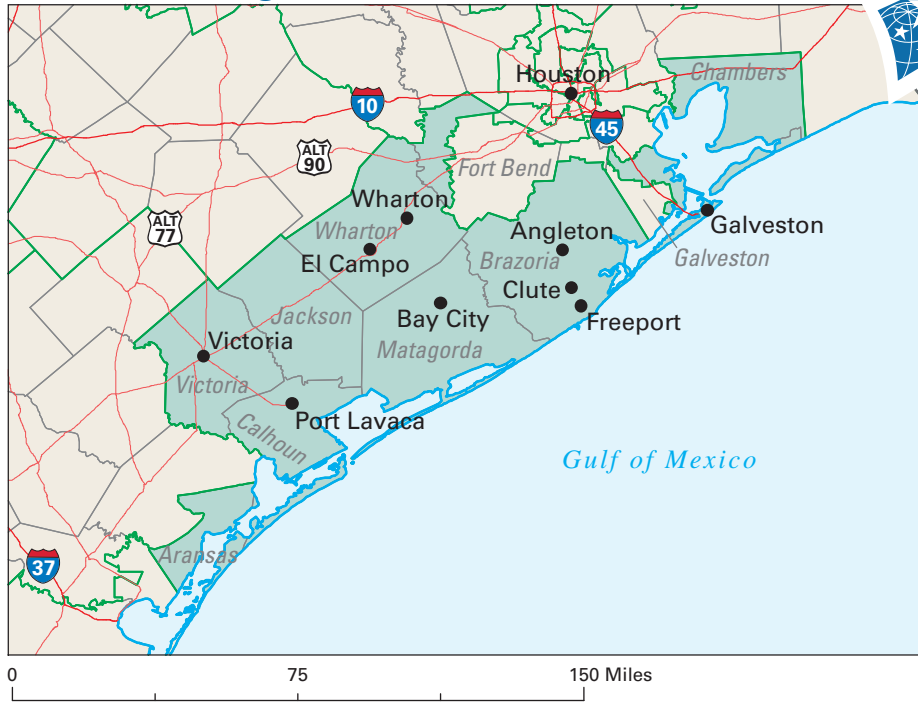 Houston
Chambers
10
45
ALT
90
Fort Bend
Wharton
ALT
77
Wharton
Galveston
Angleton
El Campo
Brazoria
Galveston
Clute
Jackson
Bay City
Freeport
Victoria
Matagorda
Victoria
Port Lavaca
Calhoun
Gulf of Mexico
Aransas
37
0
75
150 Miles